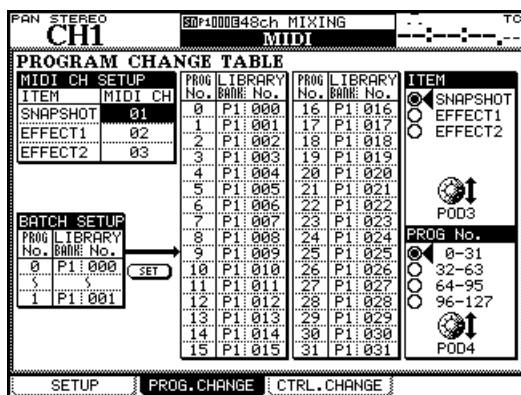 PAN STEREO
CH1
48ch MIXING
MIDI
TC
--:--:--.--
PROGRAM CHANGE TABLE
MIDI CH SETUP
ITEM MIDI CH
SNAPSHOT 01
EFFECT1 02
EFFECT2 03
BATCH SETUP
PROG No. LIBRARY BANK No.
0 P1 000
1 P1 001
SET
PROG No. LIBRARY BANK No.
0 P1 000
1 P1 001
2 P1 002
3 P1 003
4 P1 004
5 P1 005
6 P1 006
7 P1 007
8 P1 008
9 P1 009
10 P1 010
11 P1 011
12 P1 012
13 P1 013
14 P1 014
15 P1 015
PROG No. LIBRARY BANK No.
16 P1 016
17 P1 017
18 P1 018
19 P1 019
20 P1 020
21 P1 021
22 P1 022
23 P1 023
24 P1 024
25 P1 025
26 P1 026
27 P1 027
28 P1 028
29 P1 029
30 P1 030
31 P1 031
ITEM
SNAPSHOT
EFFECT1
EFFECT2
POD3
PROG No.
0-31
32-63
64-95
96-127
POD4
SETUP
PROG.CHANGE
CTRL.CHANGE